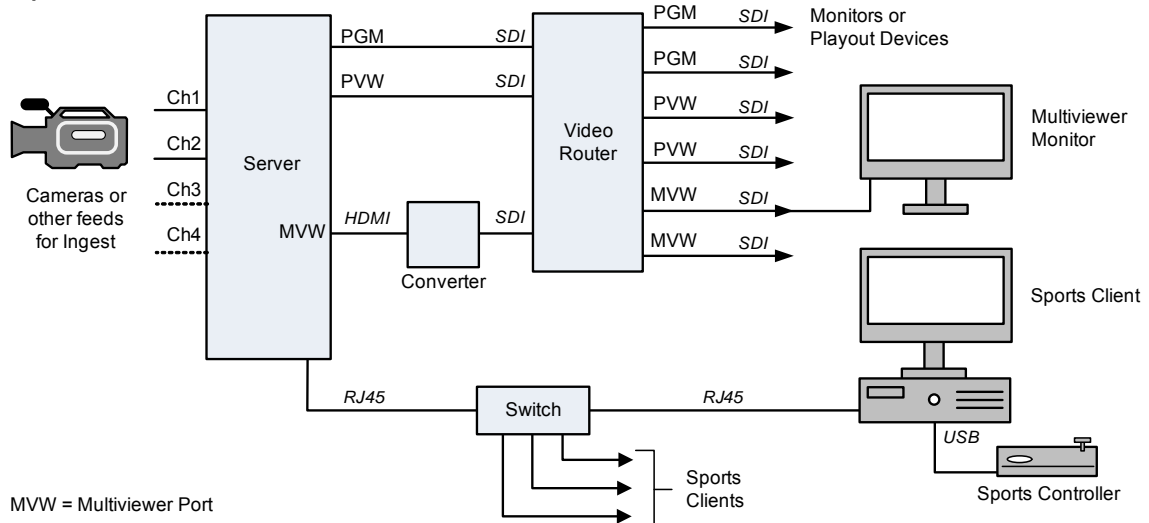 PGM
SDI
PVW
SDI
PGM
SDI
PGM
SDI
PVW
SDI
PVW
SDI
MVW
SDI
MVW
SDI
Monitors or
Playout Devices
Ch1
Ch2
Ch3
Ch4
Server
MVW
HDMI
SDI
Converter
Video
Router
Cameras or
other feeds
for Ingest
Multiviewer
Monitor
Sports Client
RJ45
Switch
RJ45
USB
Sports
Clients
Sports Controller
MVW = Multiviewer Port